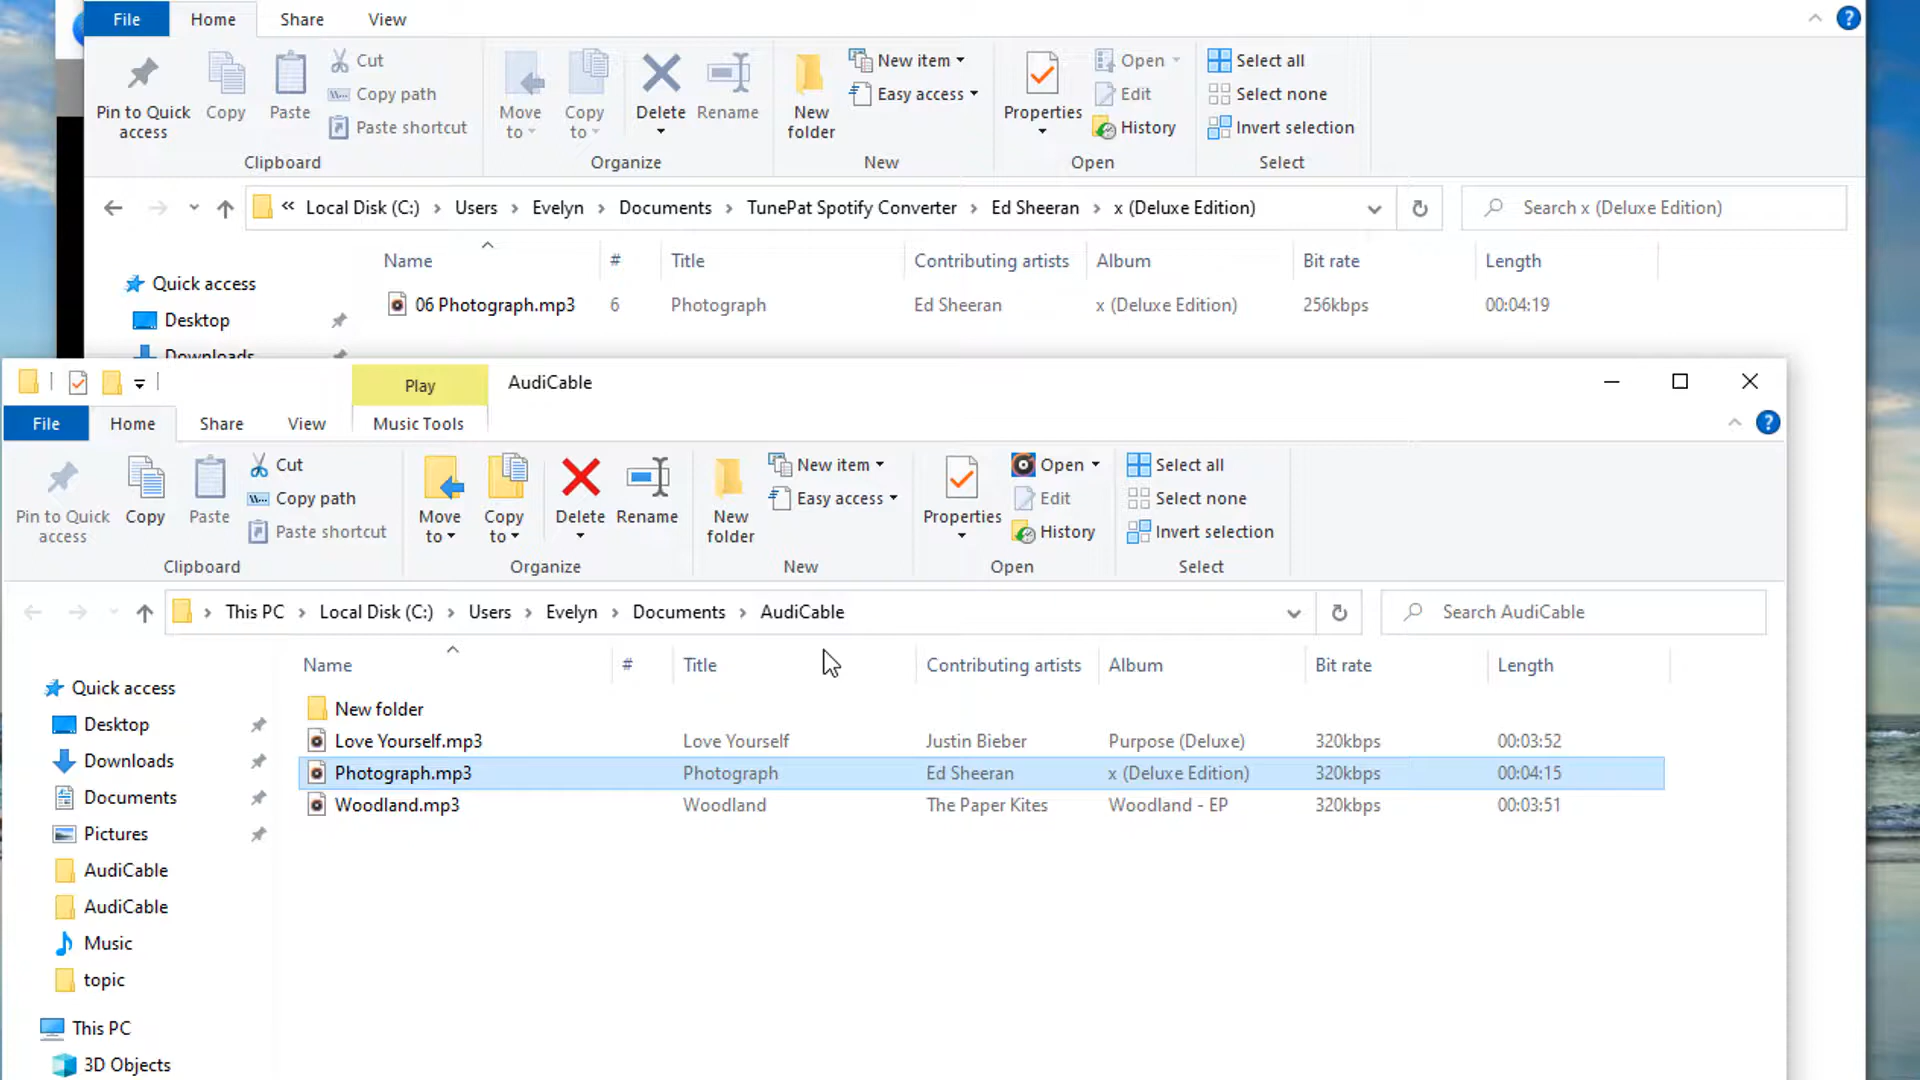 File Home Share View
Pin to Quick access Copy Paste Cut Copy path Paste shortcut Move to Copy to Delete Rename New folder New item Easy access Properties Open Edit History Select all Select none Invert selection
Clipboard Organize New Open Select
« Local Disk (C:) › Users › Evelyn › Documents › TunePat Spotify Converter › Ed Sheeran › x (Deluxe Edition) Search x (Deluxe Edition)
Name # Title Contributing artists Album Bit rate Length
Quick access
06 Photograph.mp3 6 Photograph Ed Sheeran x (Deluxe Edition) 256kbps 00:04:19
Desktop
Downloads
Play AudiCable
File Home Share View Music Tools
Pin to Quick access Copy Paste Cut Copy path Paste shortcut Move to Copy to Delete Rename New folder New item Easy access Properties Open Edit History Select all Select none Invert selection
Clipboard Organize New Open Select
› This PC › Local Disk (C:) › Users › Evelyn › Documents › AudiCable Search AudiCable
Name # Title Contributing artists Album Bit rate Length
New folder
Love Yourself.mp3 Love Yourself Justin Bieber Purpose (Deluxe) 320kbps 00:03:52
Photograph.mp3 Photograph Ed Sheeran x (Deluxe Edition) 320kbps 00:04:15
Woodland.mp3 Woodland The Paper Kites Woodland - EP 320kbps 00:03:51
Quick access
Desktop
Downloads
Documents
Pictures
AudiCable
AudiCable
Music
topic
This PC
3D Objects